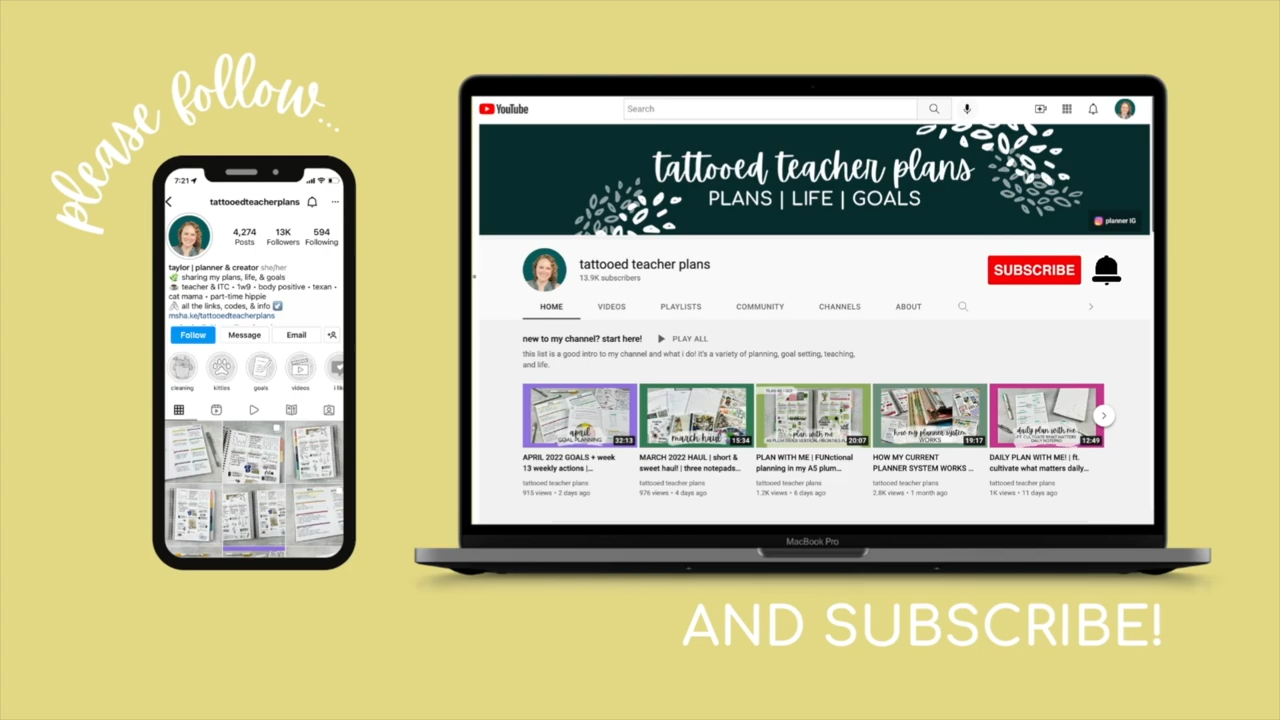 please follow...
7:21
tattooedteacherplans
4,274 13K 594
Posts Followers Following
taylor | planner & creator she/her
sharing my plans, life, & goals
teacher & ITC • 1w9 • body positive • texan •
cat mama • part-time hippie
all the links, codes, & info
msha.ke/tattooedteacherplans
Follow Message Email
cleaning kitties goals videos i lik
YouTube
Search
tattooed teacher plans
PLANS | LIFE | GOALS
planner IG
tattooed teacher plans
13.9K subscribers
SUBSCRIBE
HOME VIDEOS PLAYLISTS COMMUNITY CHANNELS ABOUT
new to my channel? start here! PLAY ALL
this list is a good intro to my channel and what i do! it's a variety of planning, goal setting, teaching,
and life.
april
GOAL PLANNING
32:13
march haul
15:34
plan with me
20:07
how my planner system
WORKS
19:17
daily plan with me!
12:49
APRIL 2022 GOALS + week
13 weekly actions |...
tattooed teacher plans
915 views • 2 days ago
MARCH 2022 HAUL | short &
sweet haul! | three notepads...
tattooed teacher plans
976 views • 4 days ago
PLAN WITH ME | FUNctional
planning in my A5 plum...
tattooed teacher plans
1.2K views • 6 days ago
HOW MY CURRENT
PLANNER SYSTEM WORKS ...
tattooed teacher plans
2.8K views • 1 month ago
DAILY PLAN WITH ME! | ft.
cultivate what matters daily...
tattooed teacher plans
1K views • 11 days ago
MacBook Pro
AND SUBSCRIBE!